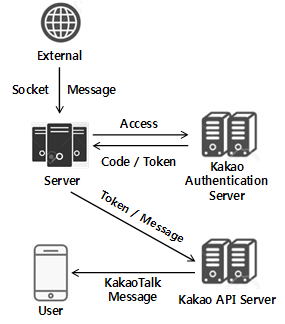 External
Socket Message
Access
Code / Token
Server
Kakao
Authentication
Server
Token / Message
KakaoTalk
Message
User
Kakao API Server